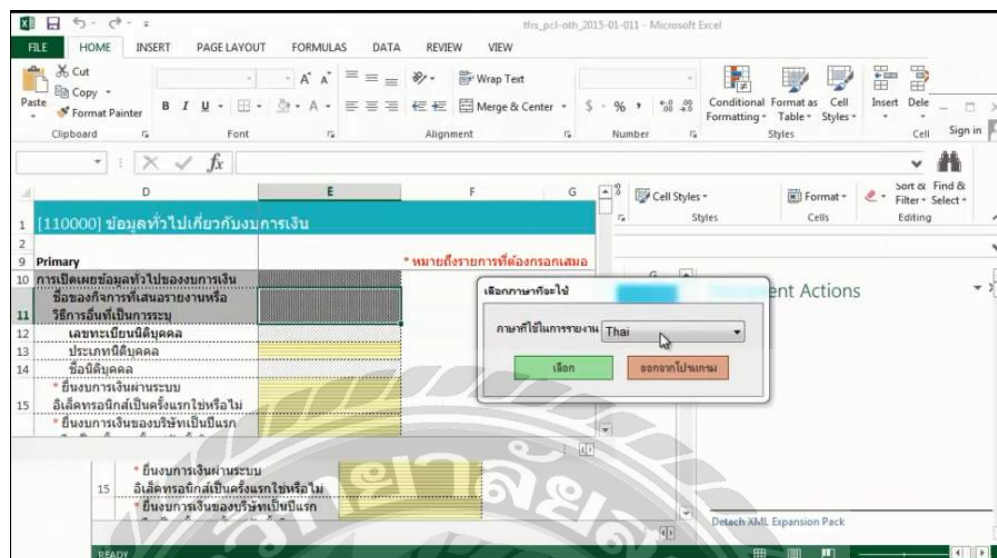 tfrs_pcl-oth_2015-01-011 - Microsoft Excel
FILE HOME INSERT PAGE LAYOUT FORMULAS DATA REVIEW VIEW
Cut
Copy
Format Painter
Paste
B I U
Wrap Text
Merge & Center
$ % ,
Conditional Formatting
Format as Table
Cell Styles
Insert Dele
Clipboard Font Alignment Number Styles Cell
Sign in
fx
Cell Styles
Format
Sort & Filter
Find & Select
Styles Cells Editing
D E F G
1 [110000] ข้อมูลทั่วไปเกี่ยวกับงบการเงิน
2
9 Primary * หมายถึงรายการที่ต้องกรอกเสมอ
10 การเปิดเผยข้อมูลทั่วไปของงบการเงิน
ชื่อของกิจการที่เสนอรายงานหรือ
11 วิธีการอื่นที่เป็นการระบุ
12 เลขทะเบียนนิติบุคคล
13 ประเภทนิติบุคคล
14 ชื่อนิติบุคคล
* ยื่นงบการเงินผ่านระบบ
15 อิเล็คทรอนิกส์เป็นครั้งแรกใช่หรือไม่
* ยื่นงบการเงินของบริษัทเป็นปีแรก
เลือกภาษาที่จะใช้
ภาษาที่ใช้ในการรายงาน Thai
เลือก ออกจากโปรแกรม
G
ent Actions
* ยื่นงบการเงินผ่านระบบ
15 อิเล็คทรอนิกส์เป็นครั้งแรกใช่หรือไม่
* ยื่นงบการเงินของบริษัทเป็นปีแรก
Detach XML Expansion Pack
READY